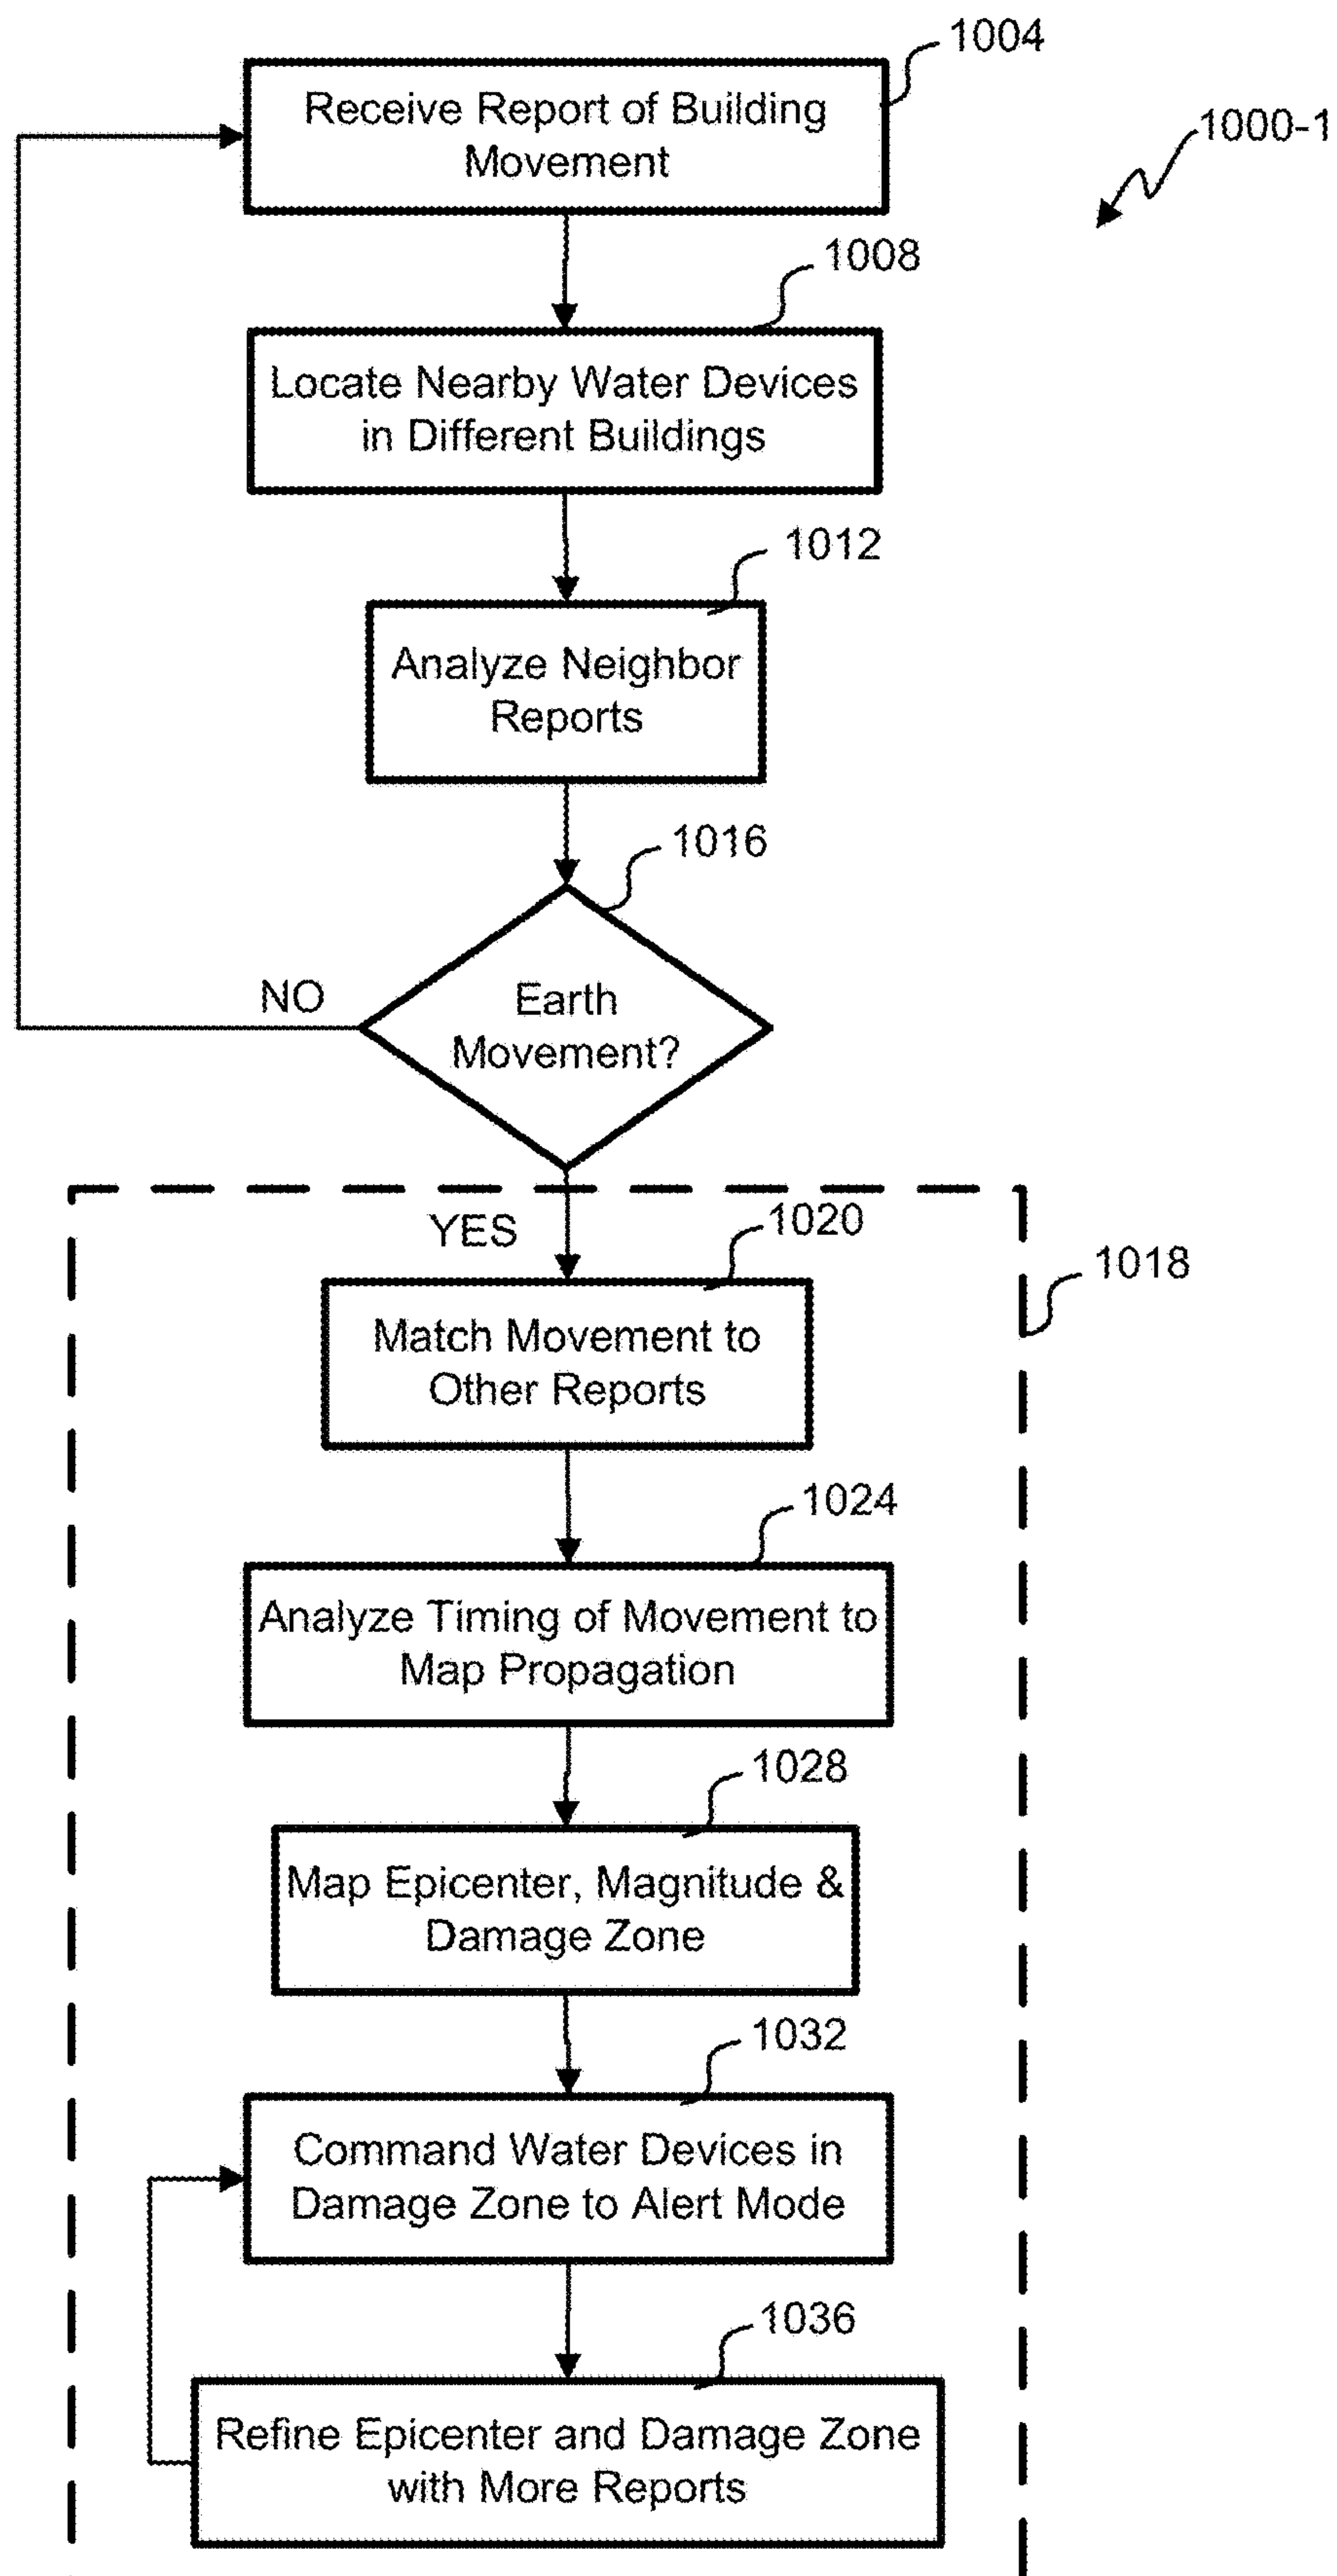 1004
Receive Report of Building
Movement
1000-1
1008
Locate Nearby Water Devices
in Different Buildings
1012
Analyze Neighbor
Reports
1016
NO
Earth
Movement?
YES
1020
1018
Match Movement to
Other Reports
1024
Analyze Timing of Movement to
Map Propagation
1028
Map Epicenter, Magnitude &
Damage Zone
1032
Command Water Devices in
Damage Zone to Alert Mode
1036
Refine Epicenter and Damage Zone
with More Reports